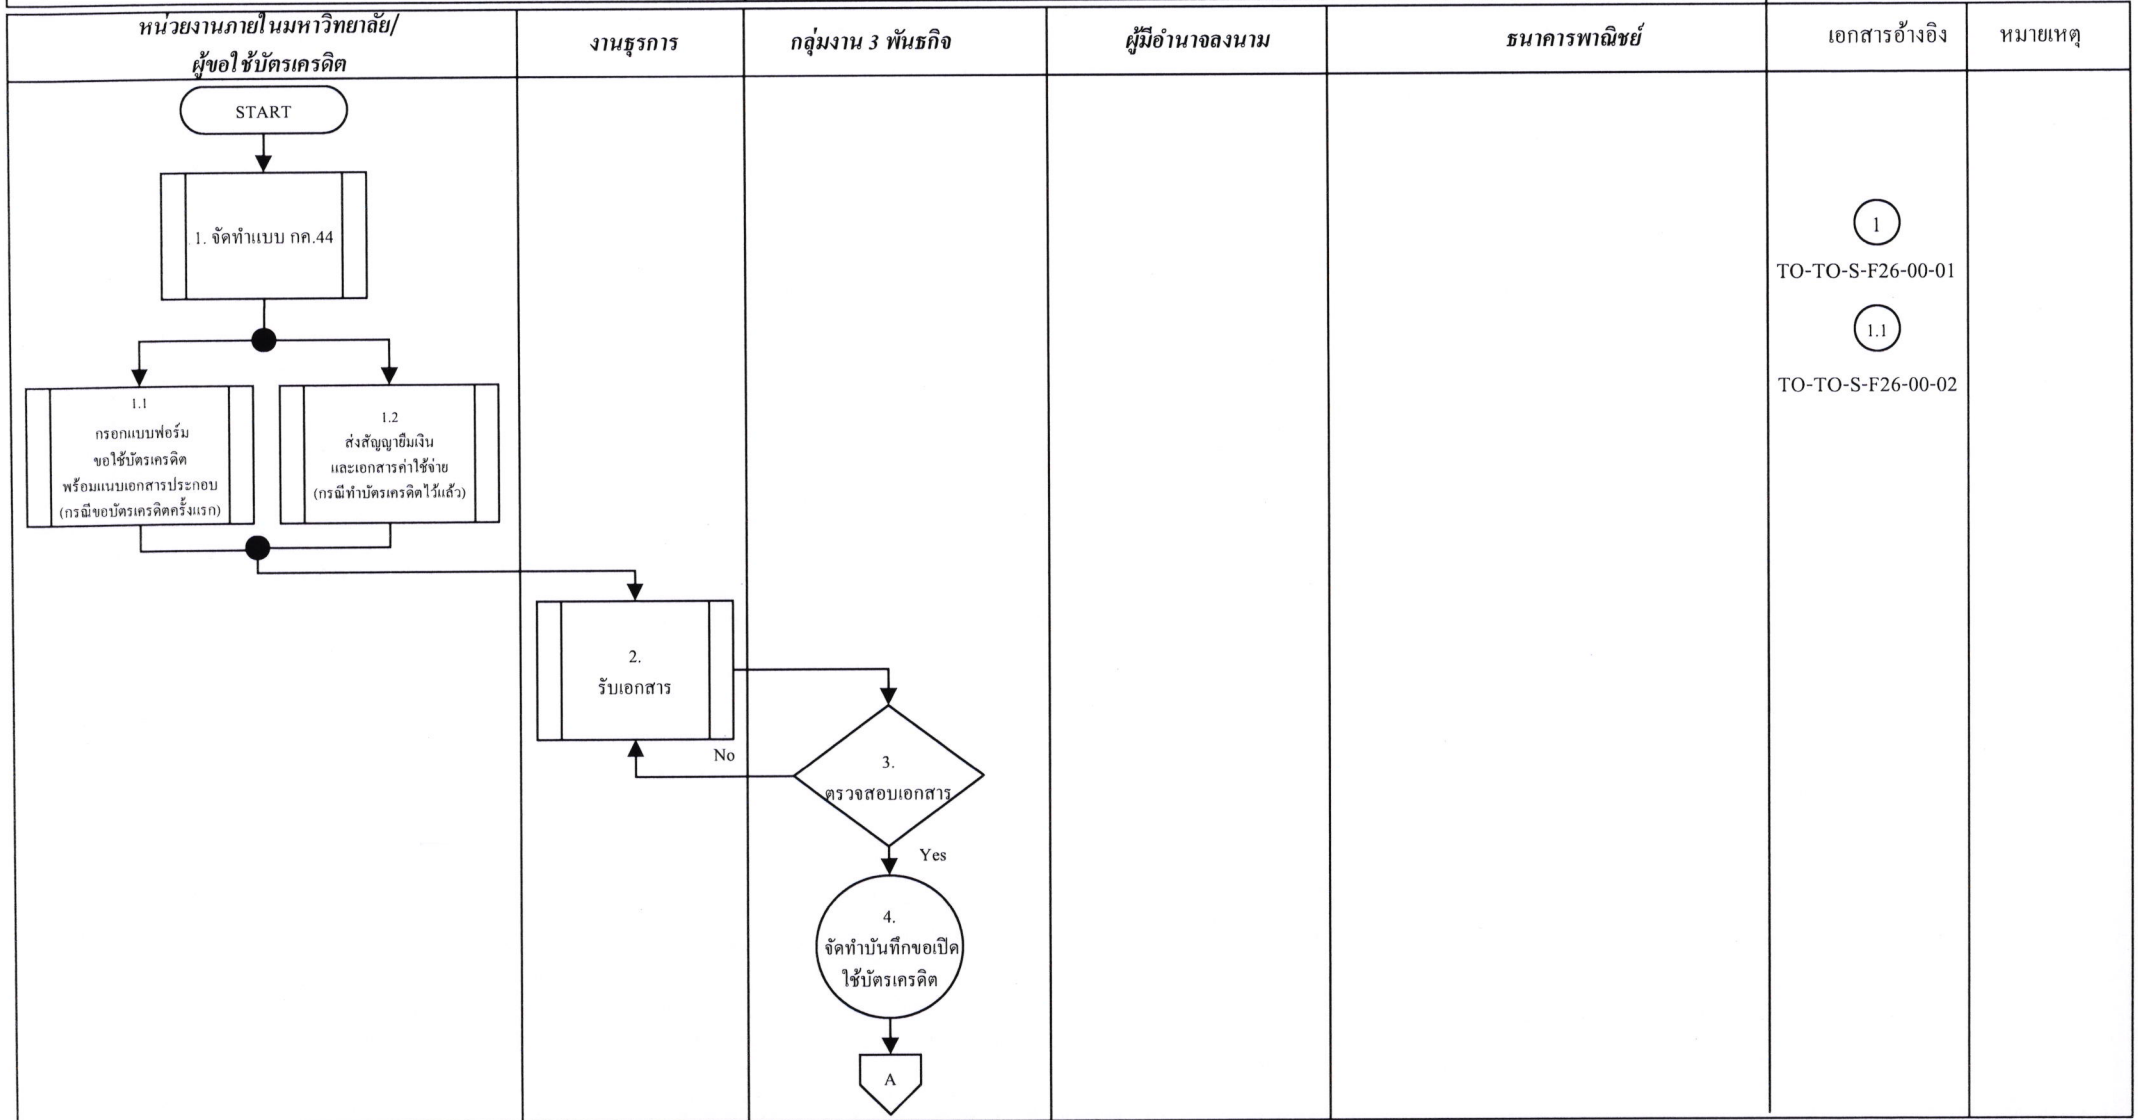 หน่วยงานภายในมหาวิทยาลัย/
ผู้ขอใช้บัตรเครดิต
งานธุรการ
กลุ่มงาน 3 พันธกิจ
ผู้มีอำนาจลงนาม
ธนาคารพาณิชย์
เอกสารอ้างอิง
หมายเหตุ
START
1. จัดทำแบบ กค.44
1
TO-TO-S-F26-00-01
1.1
TO-TO-S-F26-00-02
1.1
กรอกแบบฟอร์ม
ขอใช้บัตรเครดิต
พร้อมแนบเอกสารประกอบ
(กรณีขอบัตรเครดิตครั้งแรก)
1.2
ส่งสัญญายืมเงิน
และเอกสารค่าใช้จ่าย
(กรณีทำบัตรเครดิตไว้แล้ว)
2.
รับเอกสาร
No
3.
ตรวจสอบเอกสาร
Yes
4.
จัดทำบันทึกขอเปิด
ใช้บัตรเครดิต
A